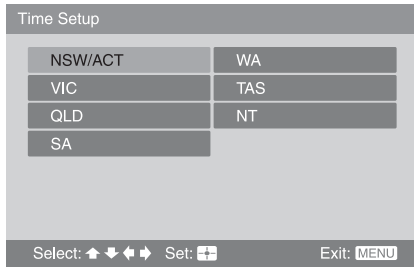 Time Setup
NSW/ACT WA
VIC TAS
QLD NT
SA
Select: Set: Exit: MENU